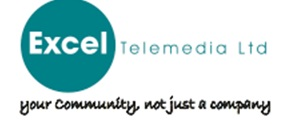 Excel Telemedia Ltd
your Community, not just a company